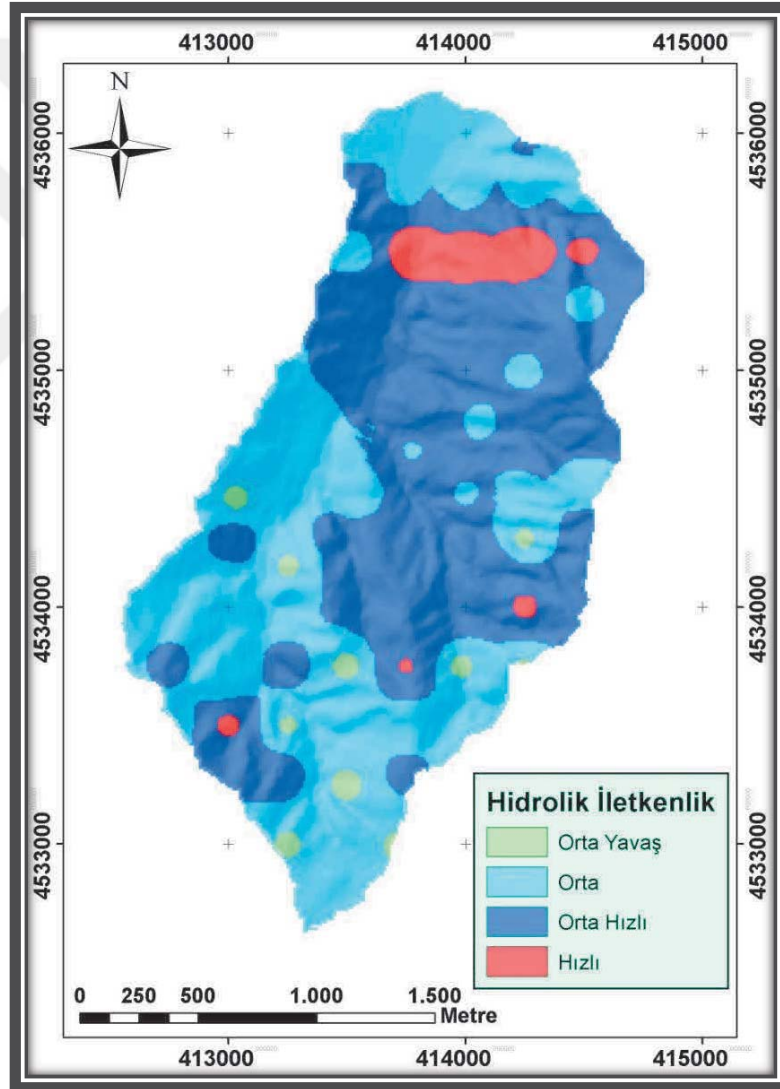 413000 414000 415000
N
4536000 4536000
4535000 4535000
4534000 4534000
4533000 4533000
Hidrolik İletkenlik
Orta Yavaş
Orta
Orta Hızlı
Hızlı
0 250 500 1.000 1.500
Metre
413000 414000 415000